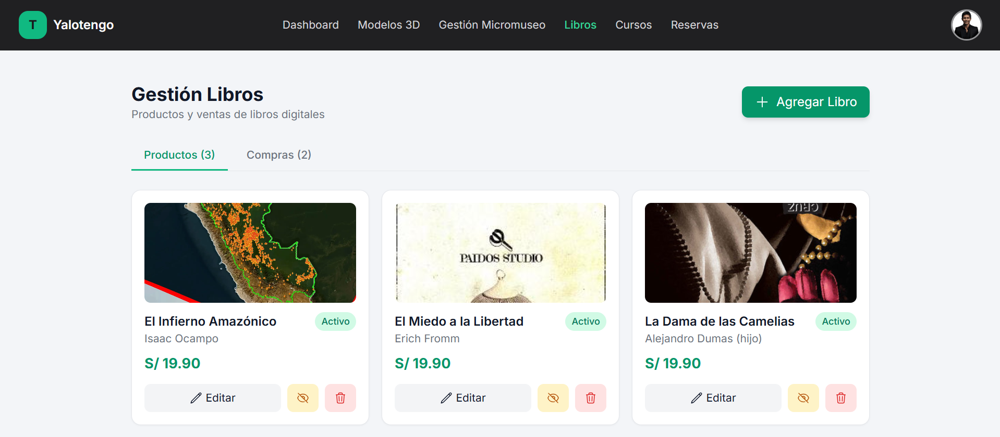 T Yalotengo Dashboard Modelos 3D Gestión Micromuseo Libros Cursos Reservas
Gestión Libros
Productos y ventas de libros digitales
Agregar Libro
Productos (3) Compras (2)
CRUZ
PAIDOS STUDIO
El Infierno Amazónico Activo
Isaac Ocampo
S/ 19.90
Editar
El Miedo a la Libertad Activo
Erich Fromm
S/ 19.90
Editar
La Dama de las Camelias Activo
Alejandro Dumas (hijo)
S/ 19.90
Editar